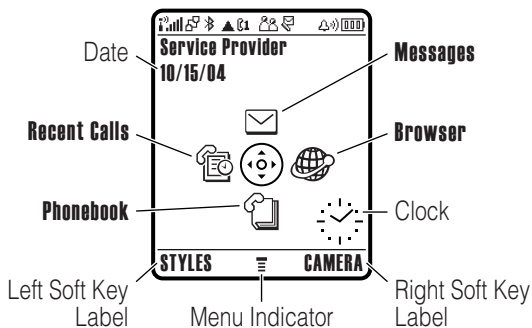 Service Provider
Date
10/15/04
Messages
Recent Calls
Browser
Phonebook
Clock
STYLES
CAMERA
Left Soft Key
Label
Menu Indicator
Right Soft Key
Label